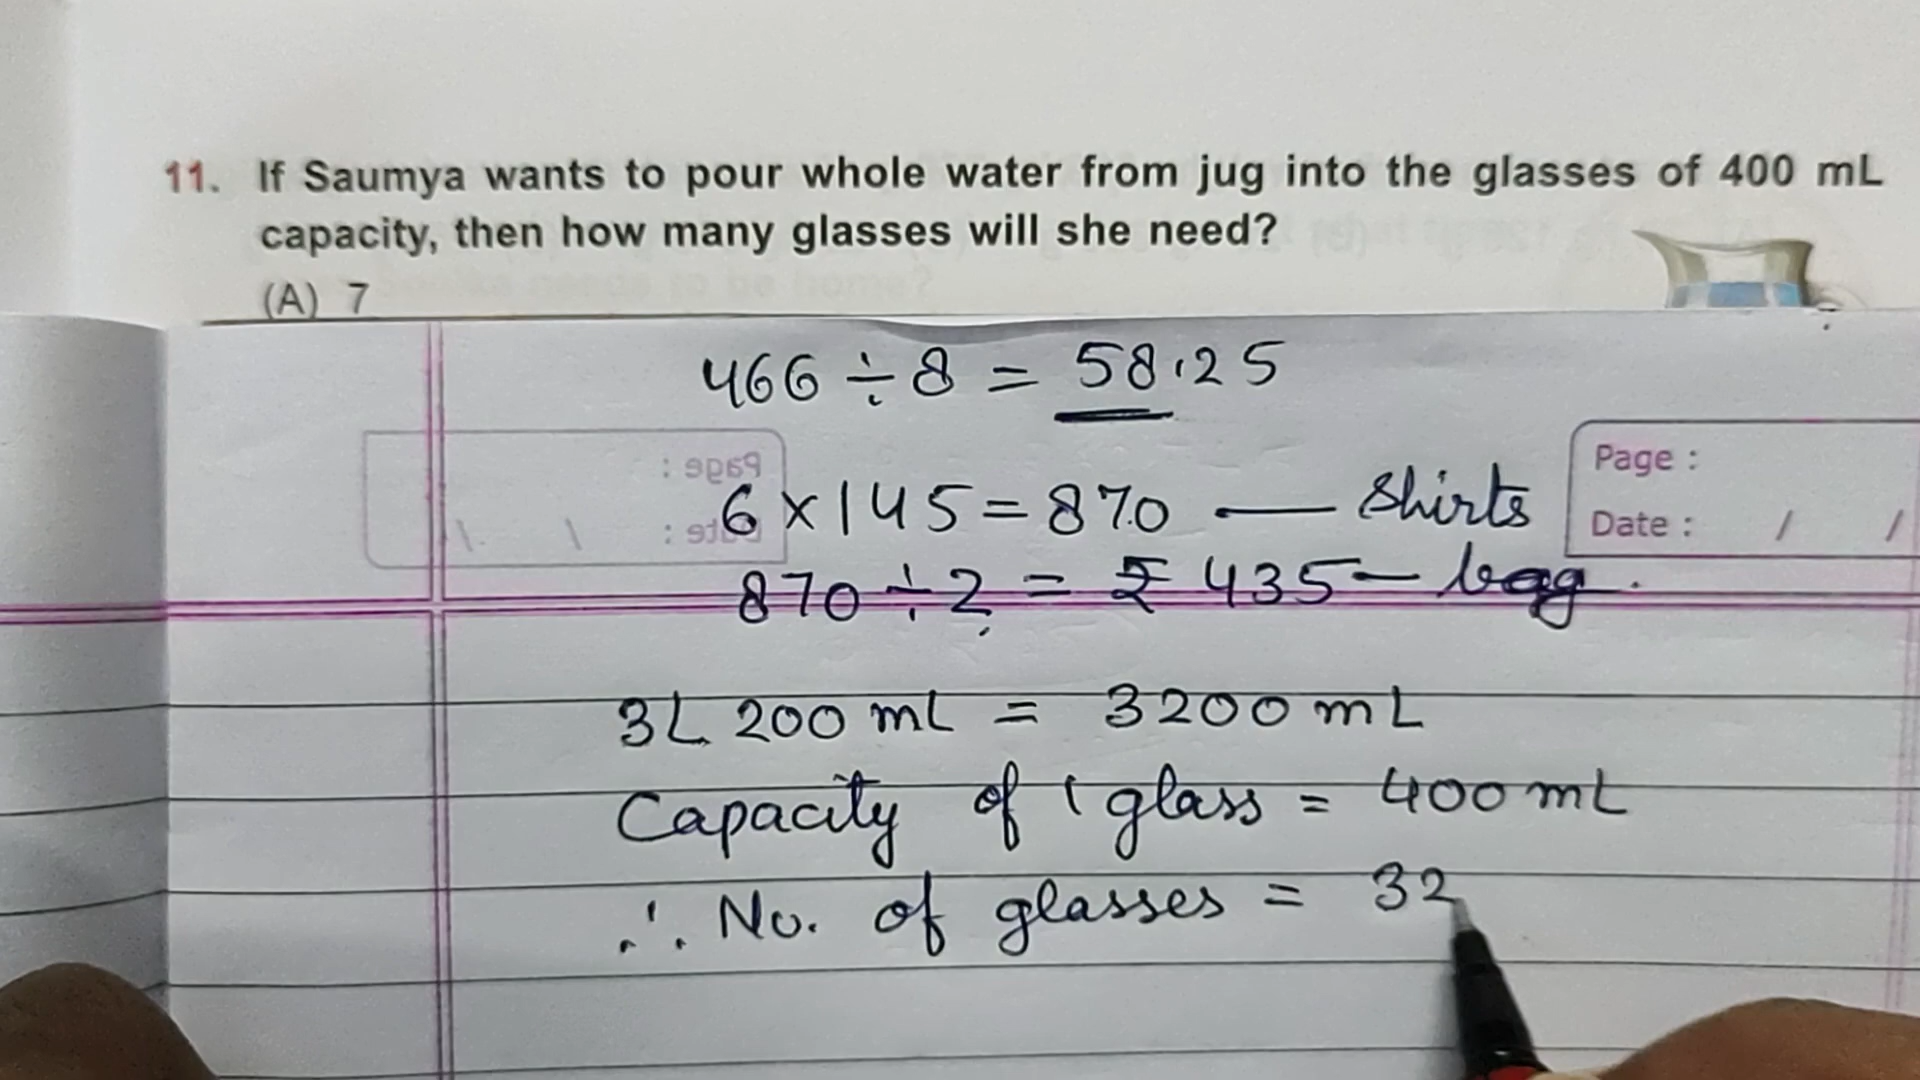 11. If Saumya wants to pour whole water from jug into the glasses of 400 mL
capacity, then how many glasses will she need?
(A) 7
466 ÷ 8 = 58.25
Page :
6 x 145 = 870 — Shirts
Date : / /
870 ÷ 2 = ₹ 435 — bag.
3L 200 mL = 3200 mL
Capacity of 1 glass = 400 mL
∴ No. of glasses = 32